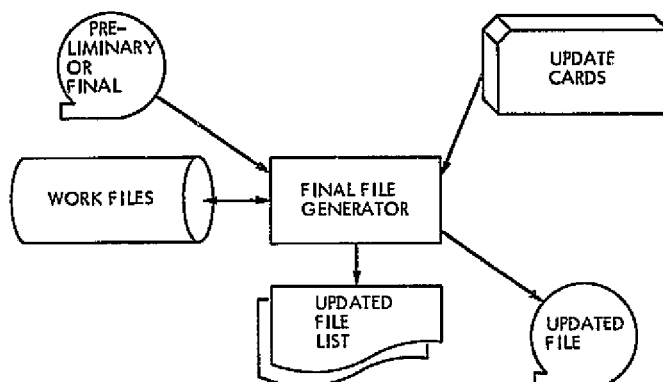 PRE-
LIMINARY
OR
FINAL
UPDATE
CARDS
WORK FILES
FINAL FILE
GENERATOR
UPDATED
FILE
LIST
UPDATED
FILE